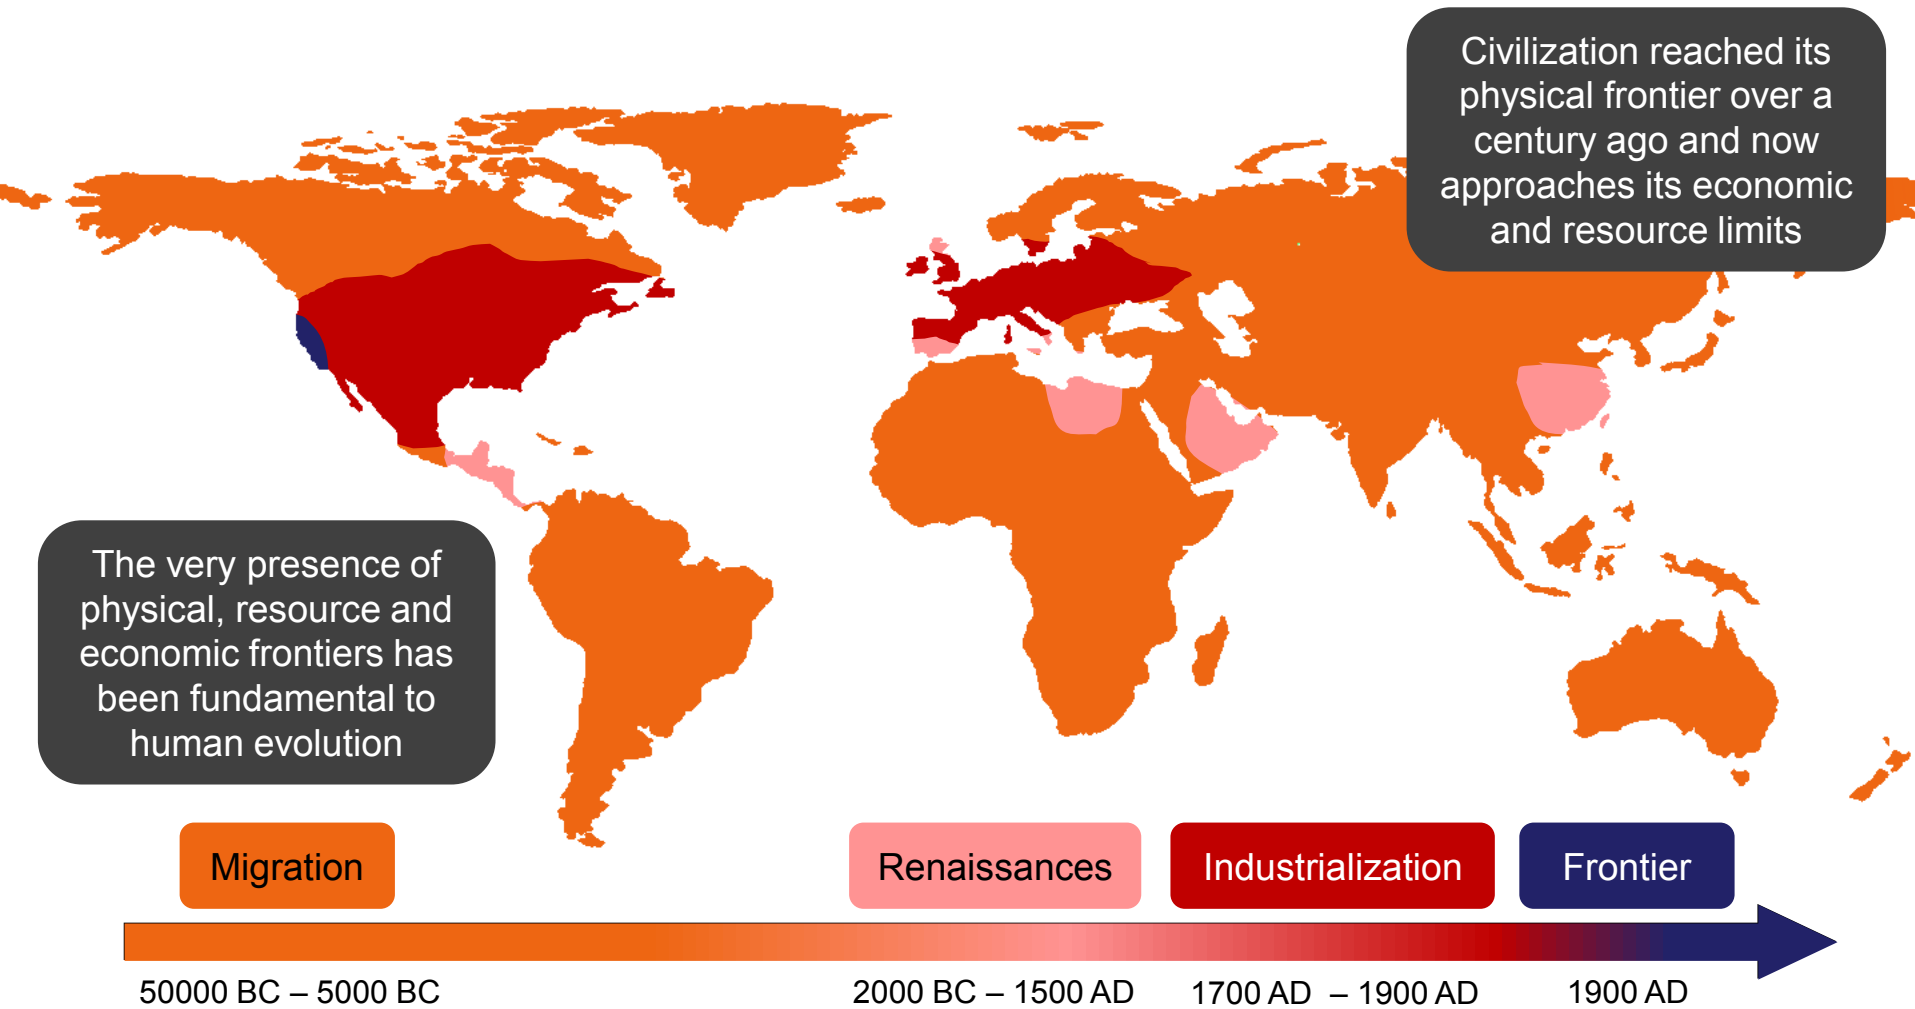 Civilization reached its
physical frontier over a
century ago and now
approaches its economic
and resource limits
The very presence of
physical, resource and
economic frontiers has
been fundamental to
human evolution
Migration
Renaissances
Industrialization
Frontier
50000 BC – 5000 BC
2000 BC – 1500 AD
1700 AD – 1900 AD
1900 AD